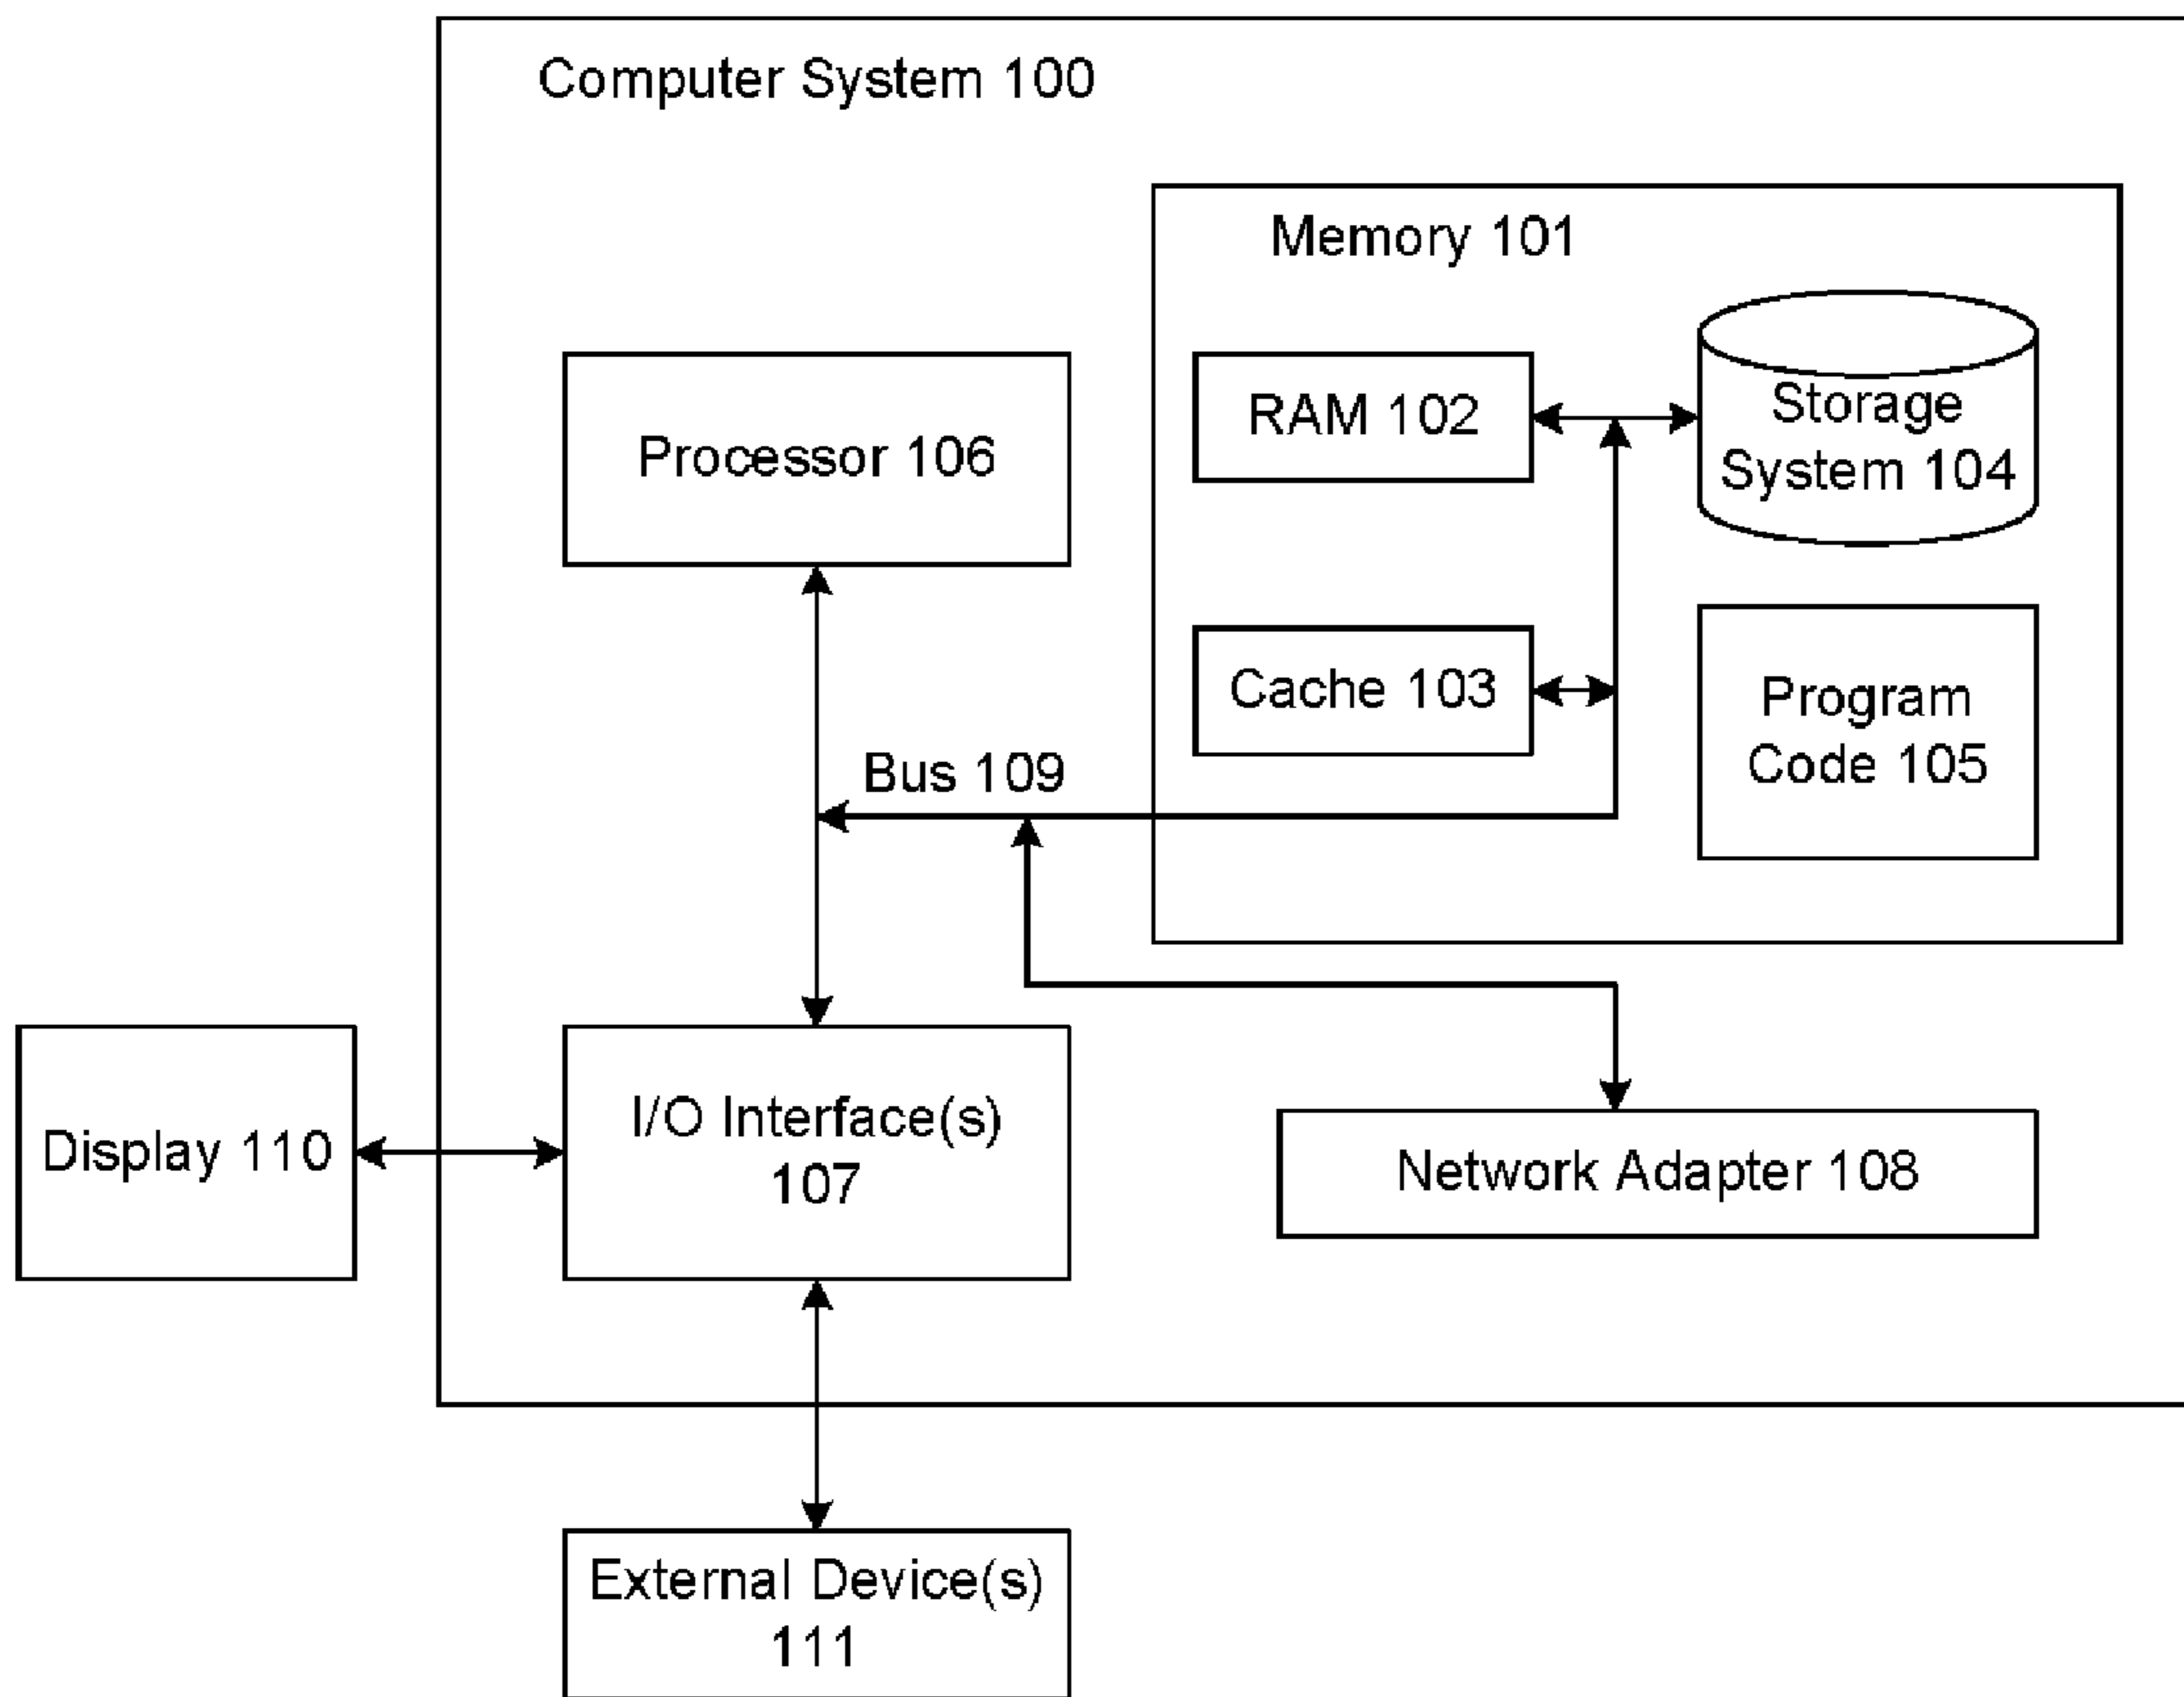 Computer System 100
Memory 101
RAM 102
Storage
System 104
Processor 106
Cache 103
Program
Code 105
Bus 109
Display 110
I/O Interface(s)
107
Network Adapter 108
External Device(s)
111